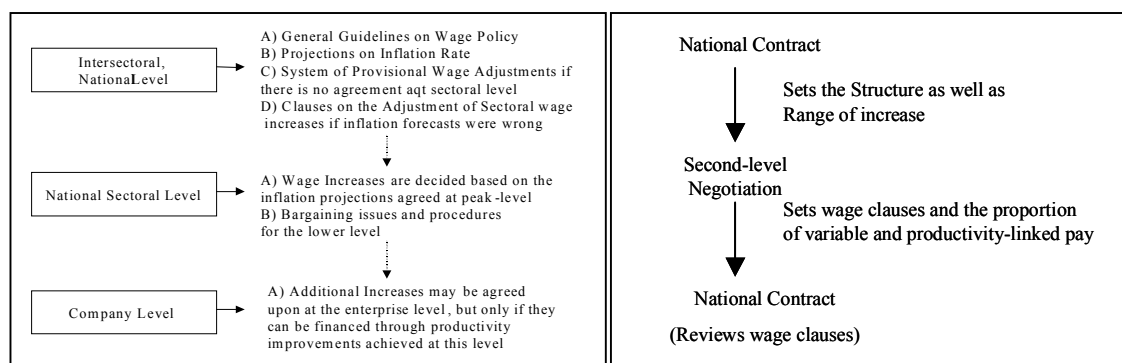 Intersectoral,
NationaLevel
A) General Guidelines on Wage Policy
B) Projections on Inflation Rate
C) System of Provisional Wage Adjustments if
there is no agreement aqt sectoral level
D) Clauses on the Adjustment of Sectoral wage
increases if inflation forecasts were wrong
National Sectoral Level
A) Wage Increases are decided based on the
inflation projections agreed at peak-level
B) Bargaining issues and procedures
for the lower level
Company Level
A) Additional Increases may be agreed
upon at the enterprise level, but only if they
can be financed through productivity
improvements achieved at this level
National Contract
Sets the Structure as well as
Range of increase
Second-level
Negotiation
Sets wage clauses and the proportion
of variable and productivity-linked pay
National Contract
(Reviews wage clauses)